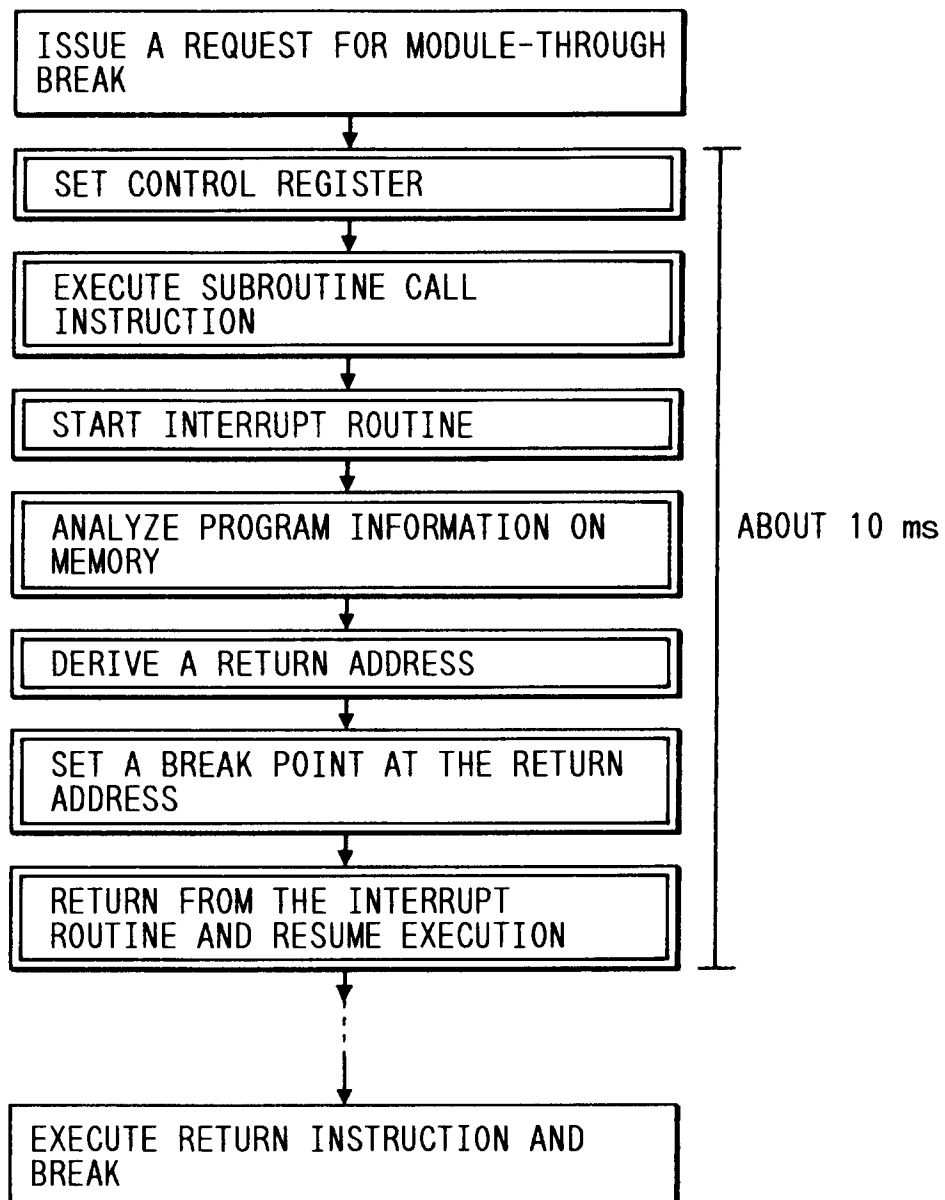 ISSUE A REQUEST FOR MODULE-THROUGH
BREAK
SET CONTROL REGISTER
EXECUTE SUBROUTINE CALL
INSTRUCTION
START INTERRUPT ROUTINE
ANALYZE PROGRAM INFORMATION ON
MEMORY
ABOUT 10 ms
DERIVE A RETURN ADDRESS
SET A BREAK POINT AT THE RETURN
ADDRESS
RETURN FROM THE INTERRUPT
ROUTINE AND RESUME EXECUTION
EXECUTE RETURN INSTRUCTION AND
BREAK